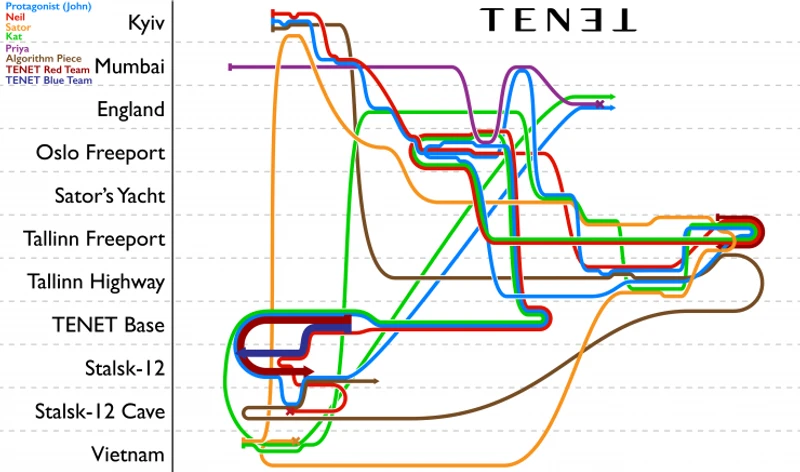 Protagonist (John)
Neil
Sator
Kat
Priya
Algorithm Piece
TENET Red Team
TENET Blue Team
TENƎT
Kyiv
Mumbai
England
Oslo Freeport
Sator's Yacht
Tallinn Freeport
Tallinn Highway
TENET Base
Stalsk-12
Stalsk-12 Cave
Vietnam